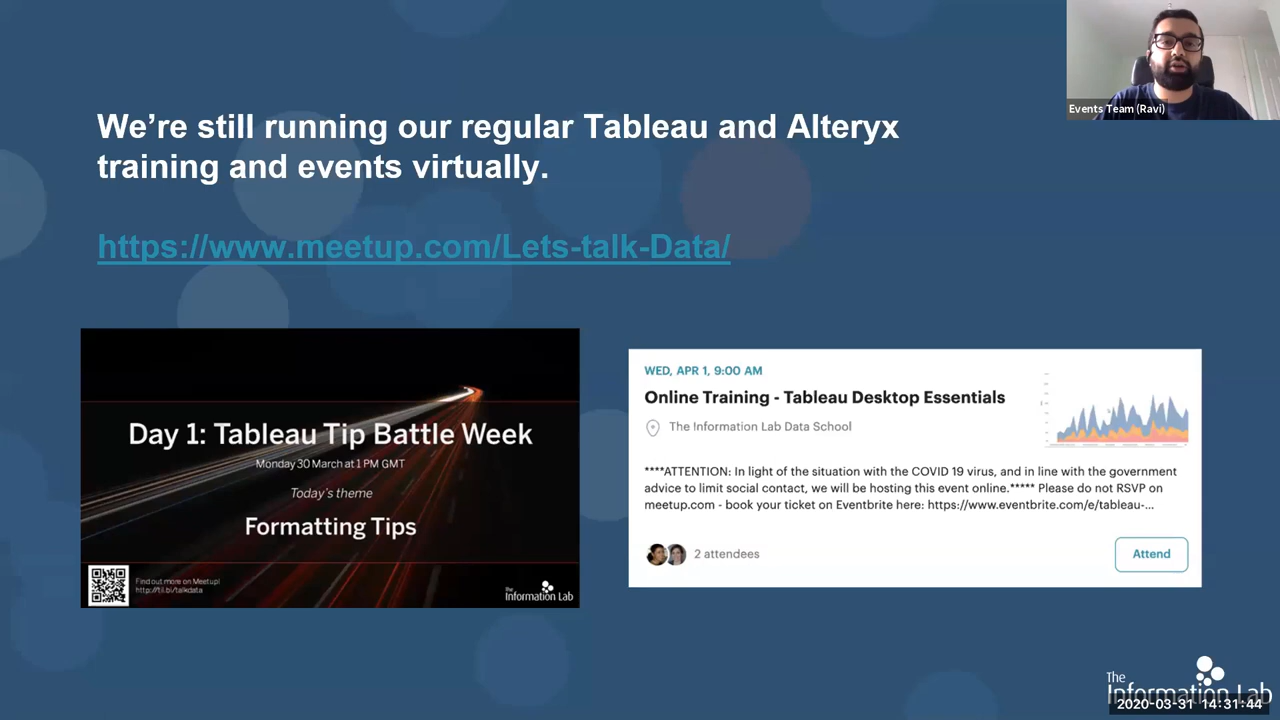 Events Team (Ravi)
We're still running our regular Tableau and Alteryx
training and events virtually.
https://www.meetup.com/Lets-talk-Data/
Day 1: Tableau Tip Battle Week
Monday 30 March at 1 PM GMT
Today's theme
Formatting Tips
Find out more on Meetup!
http://til.bi/talkdata
The
Information Lab
WED, APR 1, 9:00 AM
Online Training - Tableau Desktop Essentials
The Information Lab Data School
****ATTENTION: In light of the situation with the COVID 19 virus, and in line with the government
advice to limit social contact, we will be hosting this event online.***** Please do not RSVP on
meetup.com - book your ticket on Eventbrite here: https://www.eventbrite.com/e/tableau-...
2 attendees
Attend
The
Information Lab
2020-03-31 14:31:44